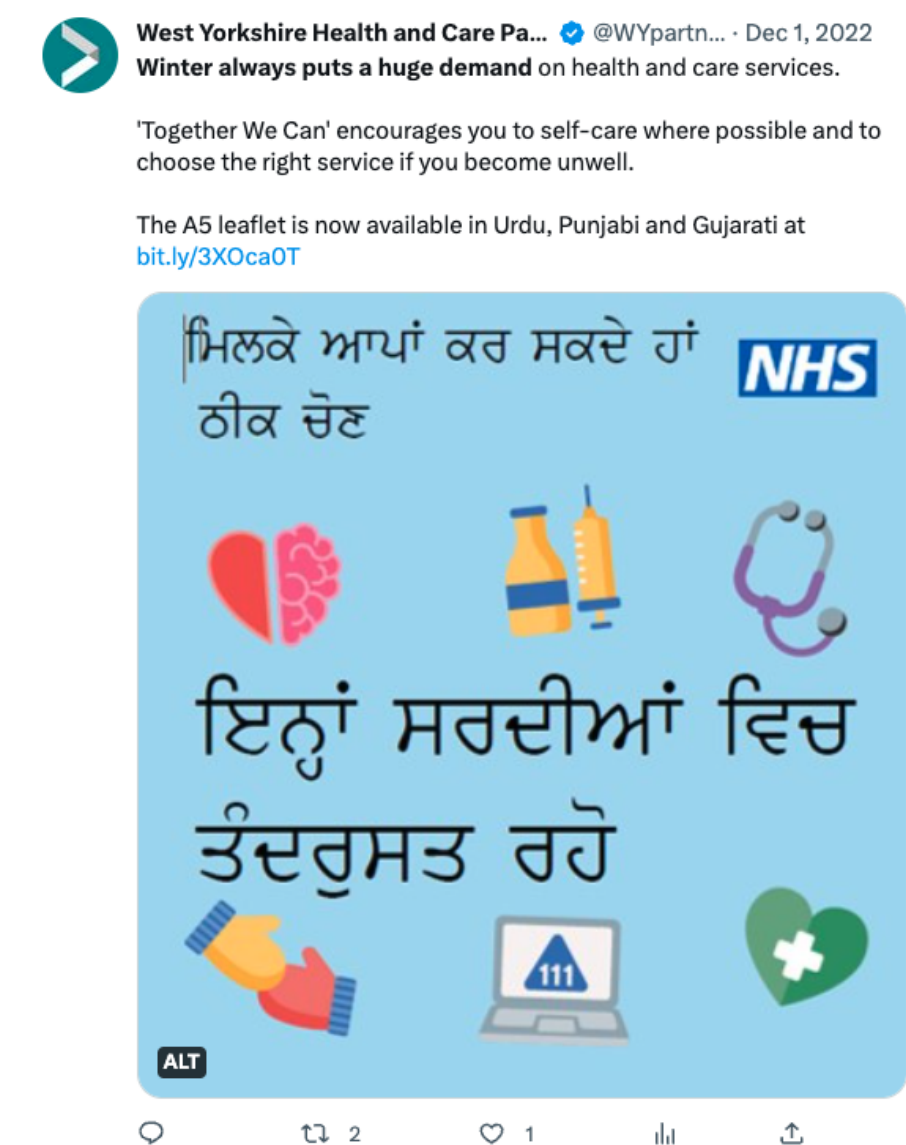 West Yorkshire Health and Care Pa... @WYpartn... · Dec 1, 2022
Winter always puts a huge demand on health and care services.
'Together We Can' encourages you to self-care where possible and to
choose the right service if you become unwell.
The A5 leaflet is now available in Urdu, Punjabi and Gujarati at
bit.ly/3XOca0T
ਮਿਲਕੇ ਆਪਾਂ ਕਰ ਸਕਦੇ ਹਾਂ
NHS
ਠੀਕ ਚੋਣ
ਇਨ੍ਹਾਂ ਸਰਦੀਆਂ ਵਿਚ
ਤੰਦਰੁਸਤ ਰਹੋ
111
ALT
2 1